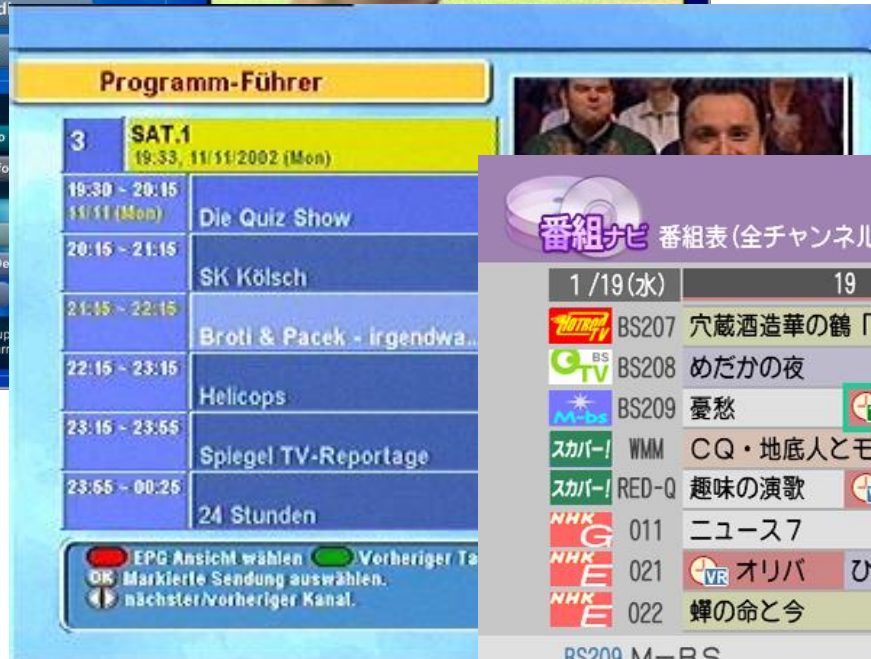 Programm-Führer
3 SAT.1
19:33, 11/11/2002 (Mon)
19:30 ~ 20:15
11/11 (Mon)
Die Quiz Show
20:15 ~ 21:15
SK Kölsch
21:15 ~ 22:15
Broti & Pacek - irgendwa...
22:15 ~ 23:15
Helicops
23:15 ~ 23:55
Spiegel TV-Reportage
23:55 ~ 00:25
24 Stunden
EPG Ansicht wählen Vorheriger Ta
OK Markierte Sendung auswählen.
nächster/vorheriger Kanal.
番組ナビ 番組表(全チャンネル
1/19(水) 19
HOTROD TV BS207 穴蔵酒造華の鶴「
BS TV BS208 めだかの夜
M-bs BS209 憂愁
スカパー! WMM CQ・地底人とモ
スカパー! RED-Q 趣味の演歌
NHK G 011 ニュース7
NHK E 021 VR オリバ ひ
NHK E 022 蟬の命と今
BS209 M−BS